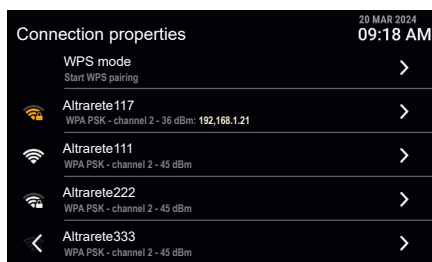 20 MAR 2024
Connection properties 09:18 AM
WPS mode
Start WPS pairing
Altrarete117
WPA PSK - channel 2 - 36 dBm: 192,168.1.21
Altrarete111
WPA PSK - channel 2 - 45 dBm
Altrarete222
WPA PSK - channel 2 - 45 dBm
Altrarete333
WPA PSK - channel 2 - 45 dBm